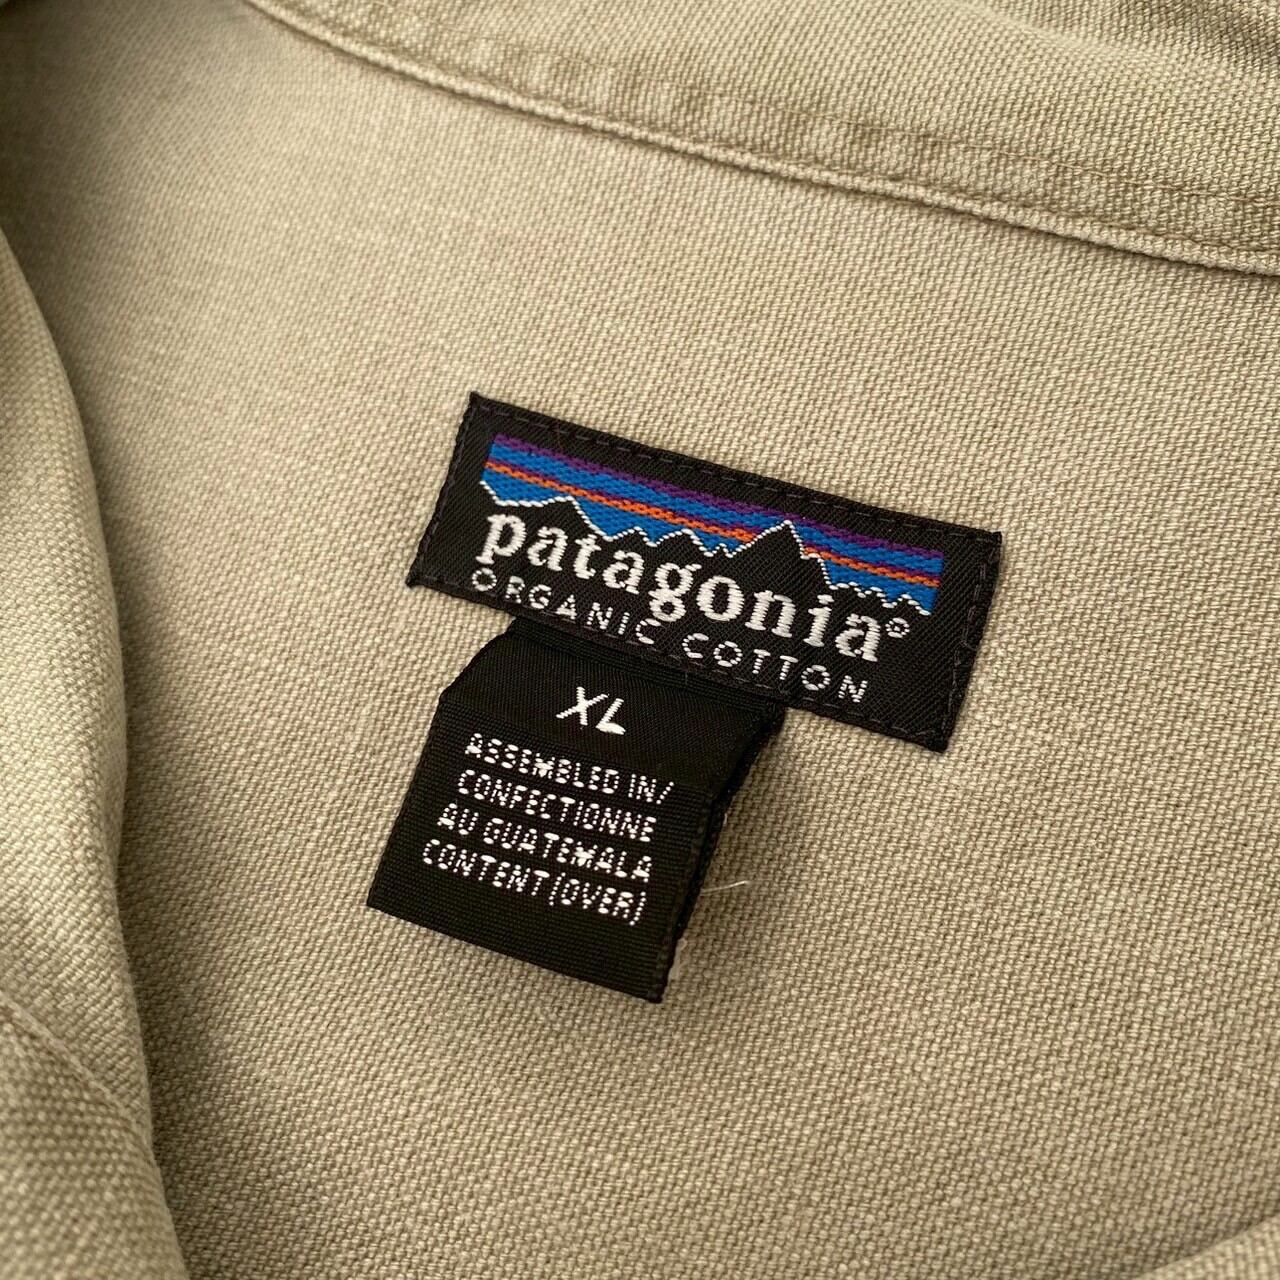 patagonia®
ORGANIC COTTON
XL
ASSEMBLED IN/
CONFECTIONNE
AU GUATEMALA
CONTENT (OVER)